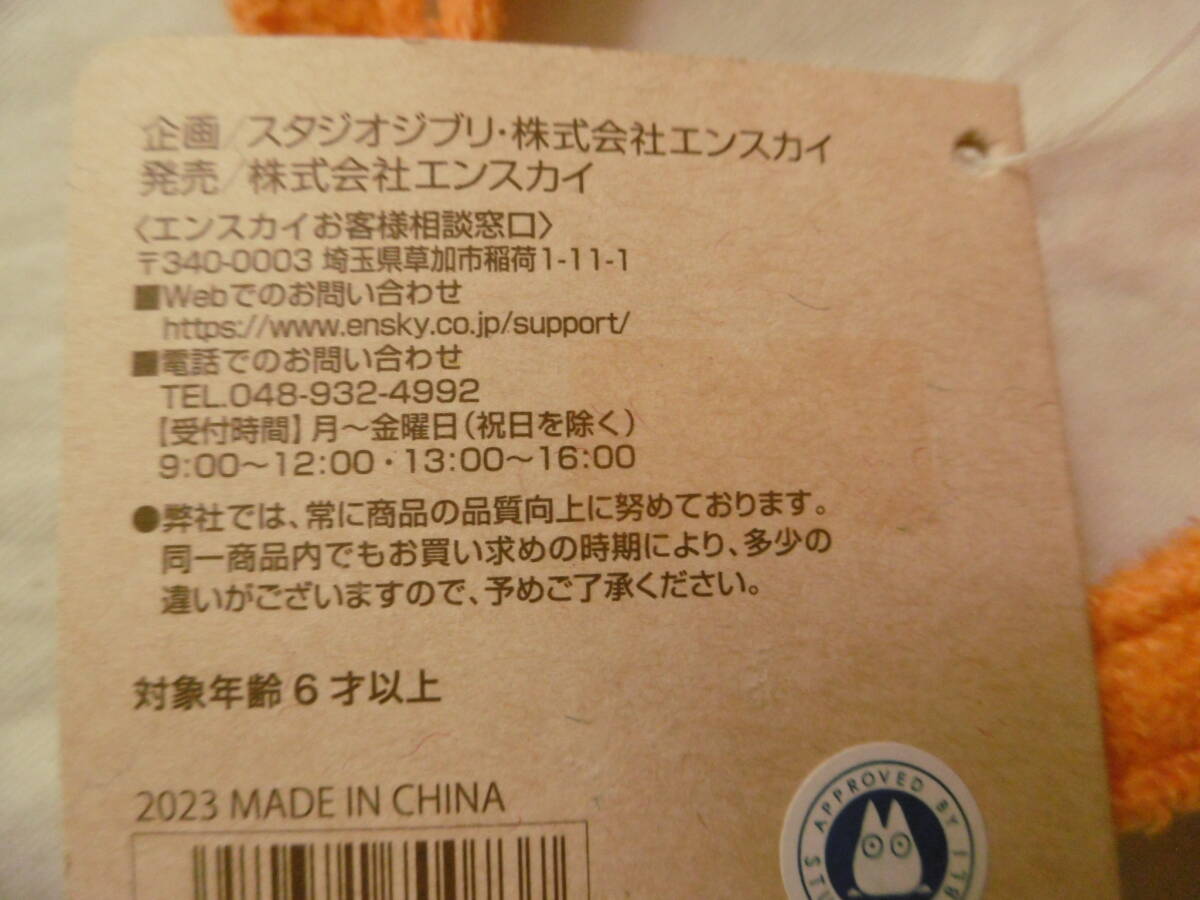 企画/スタジオジブリ・株式会社エンスカイ
発売/株式会社エンスカイ
〈エンスカイお客様相談窓口〉
〒340-0003 埼玉県草加市稲荷1-11-1
■Webでのお問い合わせ
https://www.ensky.co.jp/support/
■電話でのお問い合わせ
TEL.048-932-4992
【受付時間】月〜金曜日(祝日を除く)
9:00〜12:00・13:00〜16:00
●弊社では、常に商品の品質向上に努めております。
同一商品内でもお買い求めの時期により、多少の
違いがございますので、予めご了承ください。
対象年齢6才以上
2023 MADE IN CHINA
APPROVED BY